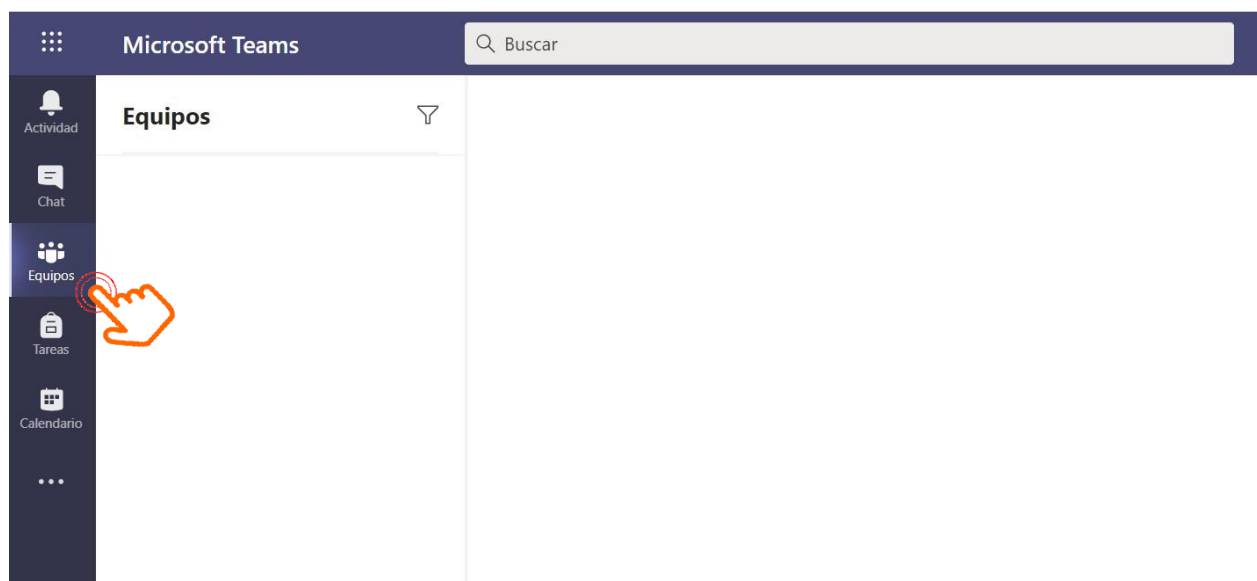 Microsoft Teams
Buscar
Actividad
Equipos
Chat
Equipos
Tareas
Calendario